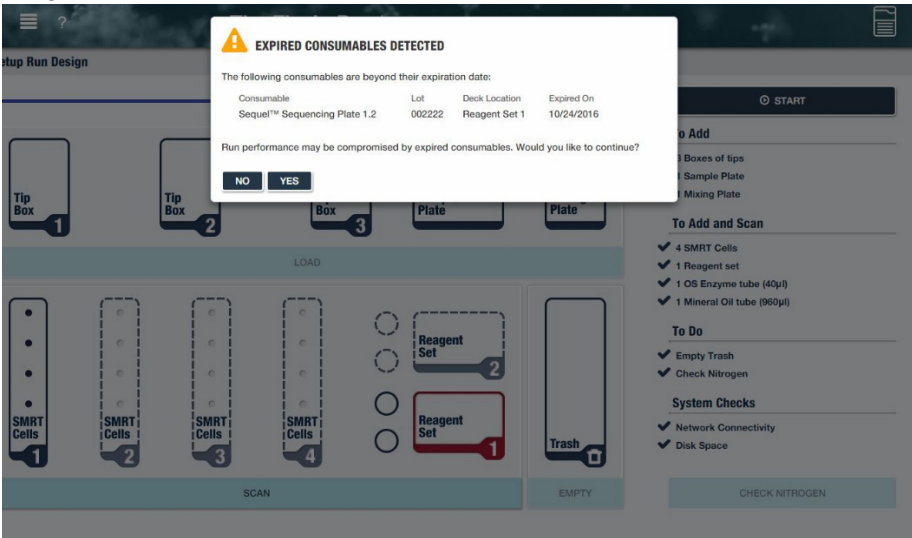 ?
etup Run Design
EXPIRED CONSUMABLES DETECTED
The following consumables are beyond their expiration date:
Consumable Lot Deck Location Expired On
Sequel™ Sequencing Plate 1.2 002222 Reagent Set 1 10/24/2016
Run performance may be compromised by expired consumables. Would you like to continue?
NO YES
START
o Add
3 Boxes of tips
1 Sample Plate
1 Mixing Plate
To Add and Scan
4 SMRT Cells
1 Reagent set
1 OS Enzyme tube (40µl)
1 Mineral Oil tube (960µl)
To Do
Empty Trash
Check Nitrogen
System Checks
Network Connectivity
Disk Space
CHECK NITROGEN
Tip
Box
1
Tip
Box
2
Box
3
Plate
Plate
LOAD
SMRT
Cells
1
SMRT
Cells
2
SMRT
Cells
3
SMRT
Cells
4
Reagent
Set
2
Reagent
Set
1
Trash
SCAN
EMPTY